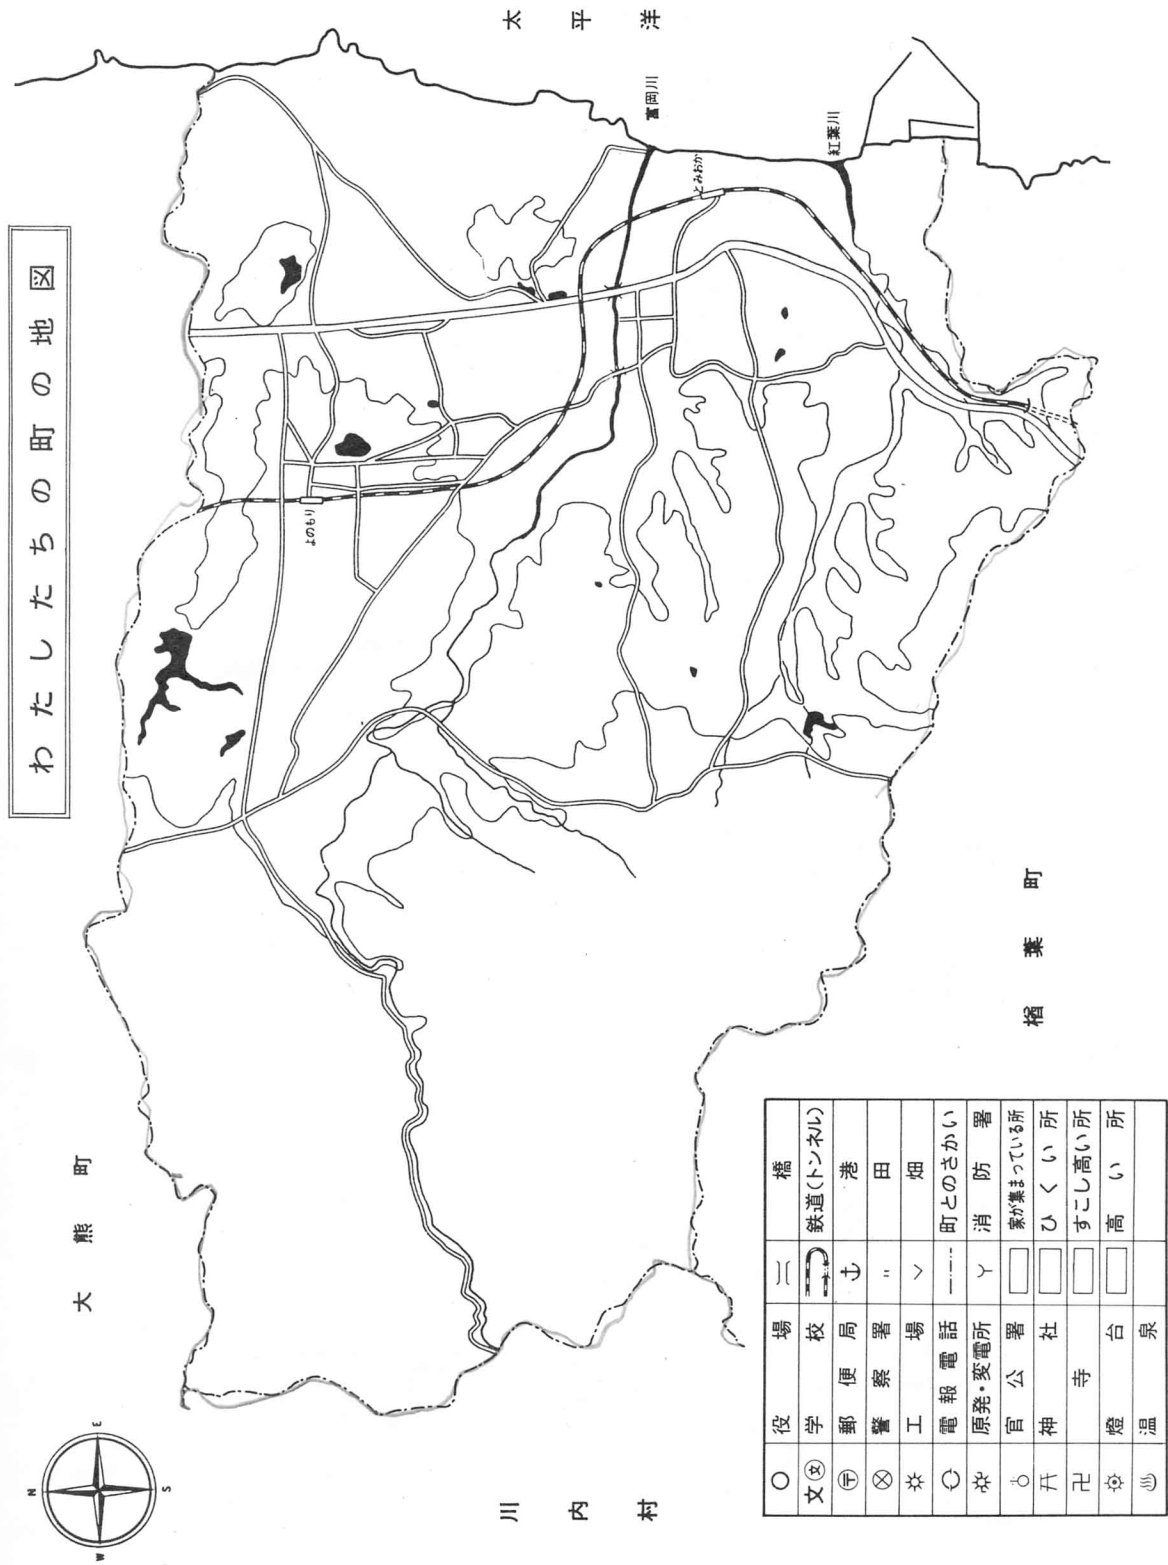 わたしたちの町の地図
太平洋
富岡川
紅葉川
とみおか
よのもり
大熊町
楢葉町
川内村
N
E
S
W
役場
文 学校
〒 郵便局
警察署
工場
電報電話
原発・変電所
官公署
神社
卍 寺
燈台
温泉
橋
鉄道(トンネル)
港
田
畑
町とのさかい
Y 消防署
家が集まっている所
ひくい所
すこし高い所
高い所